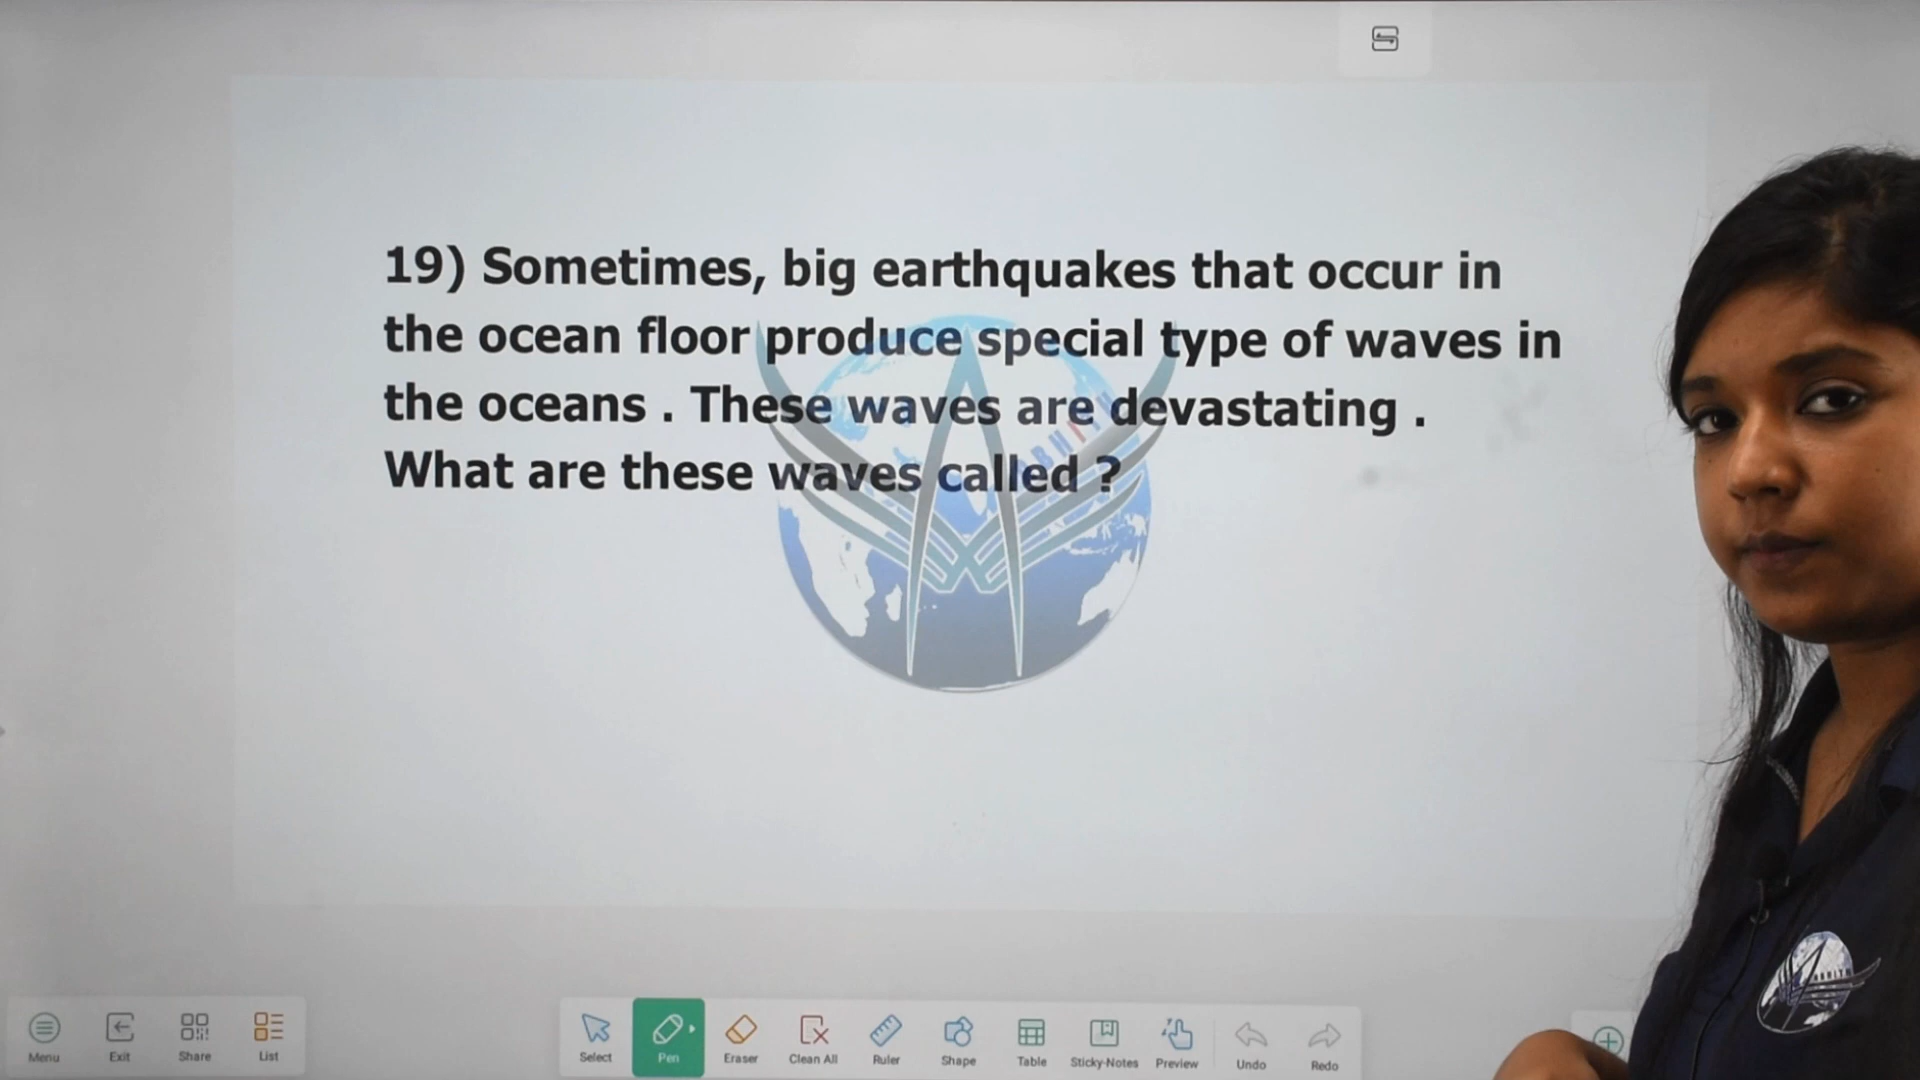 19) Sometimes, big earthquakes that occur in
the ocean floor produce special type of waves in
the oceans . These waves are devastating .
What are these waves called ?
Menu
Exit
Share
List
Select
Pen
Eraser
Clean All
Ruler
Shape
Table
Sticky-Notes
Preview
Undo
Redo